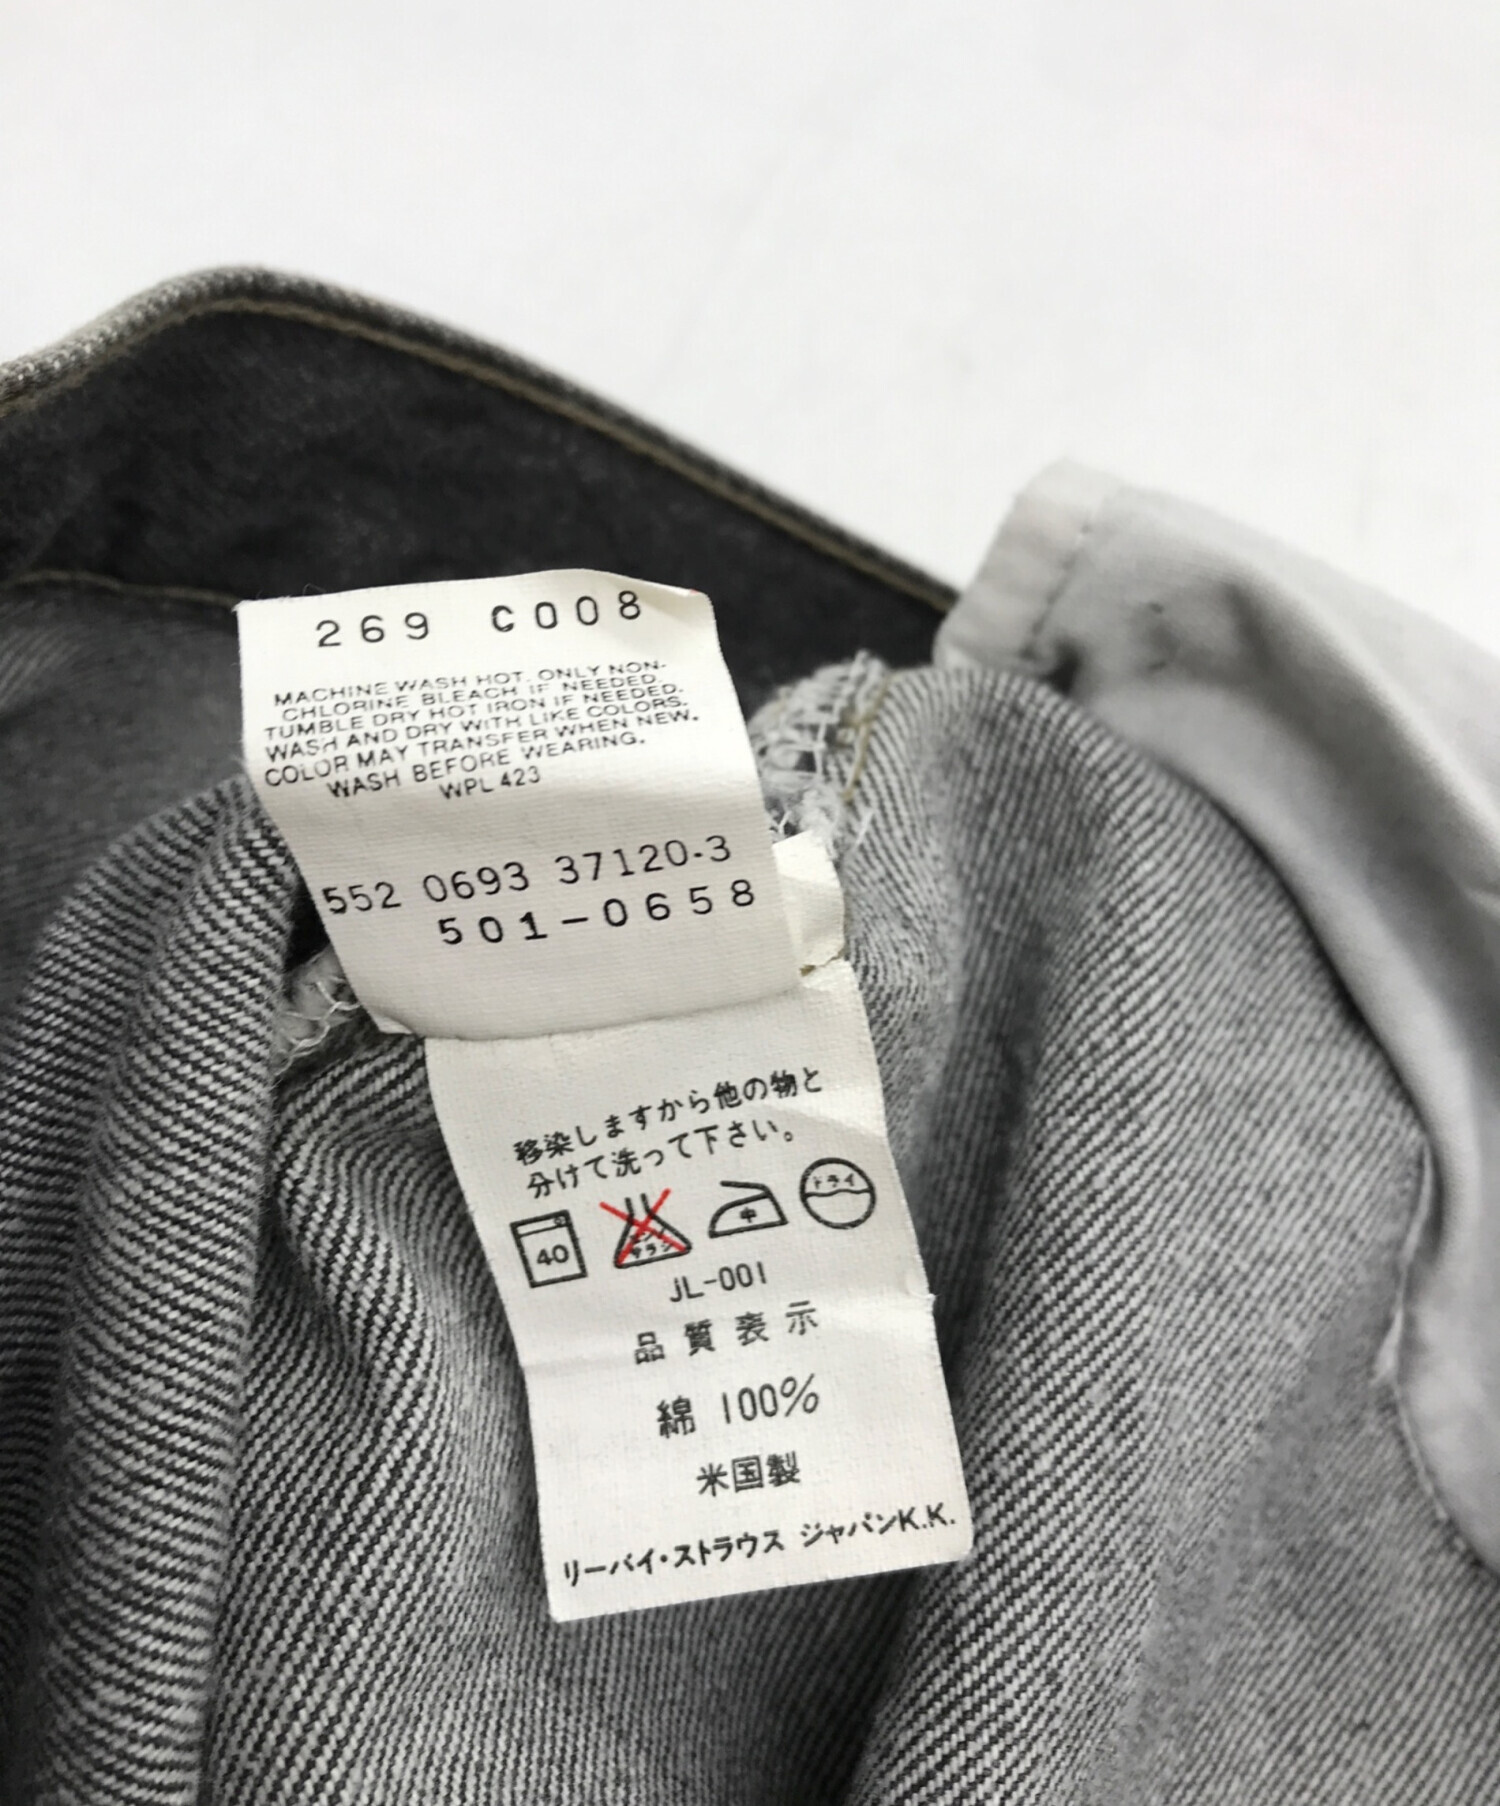 269 C008
MACHINE WASH HOT. ONLY NON-
CHLORINE BLEACH IF NEEDED.
TUMBLE DRY HOT IRON IF NEEDED.
WASH AND DRY WITH LIKE COLORS.
COLOR MAY TRANSFER WHEN NEW.
WASH BEFORE WEARING.
WPL 423
552 0693 37120-3
501-0658
移染しますから他の物と
分けて洗って下さい。
40 中 ドライ
JL-001
品質表示
綿 100%
米国製
リーバイ・ストラウス ジャパンK.K.